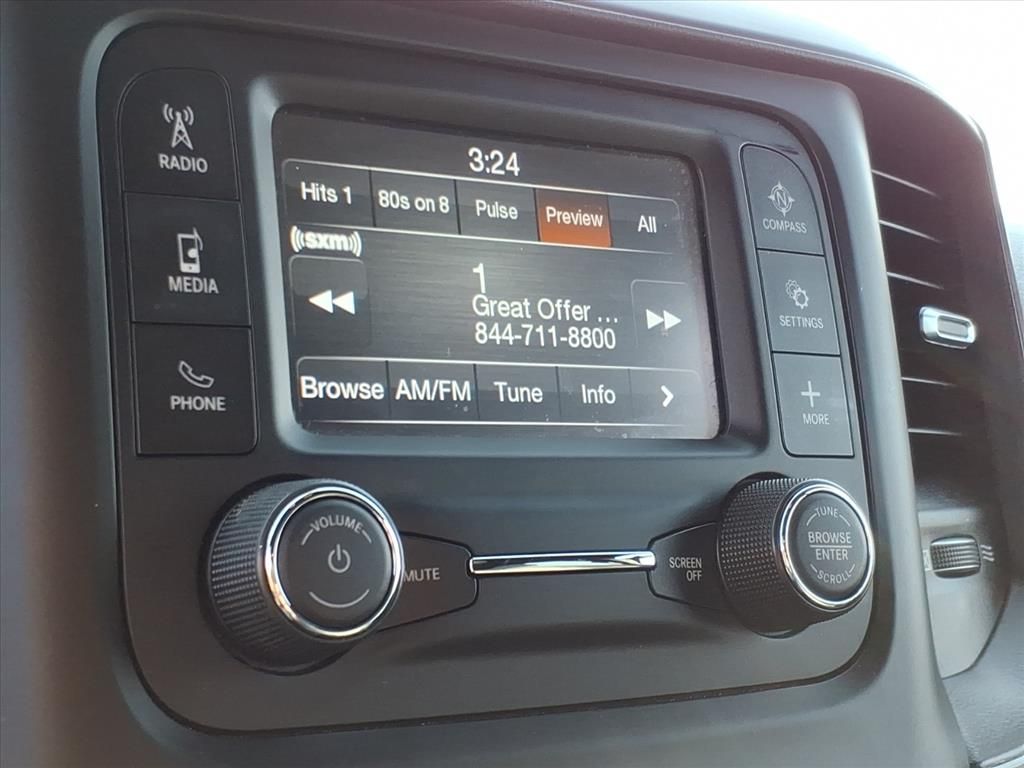 RADIO
MEDIA
PHONE
3:24
Hits 1 80s on 8 Pulse Preview All
((sxm))
1
Great Offer ...
844-711-8800
Browse AM/FM Tune Info >
N
COMPASS
SETTINGS
+
MORE
VOLUME
MUTE
SCREEN
OFF
TUNE
BROWSE
ENTER
SCROLL